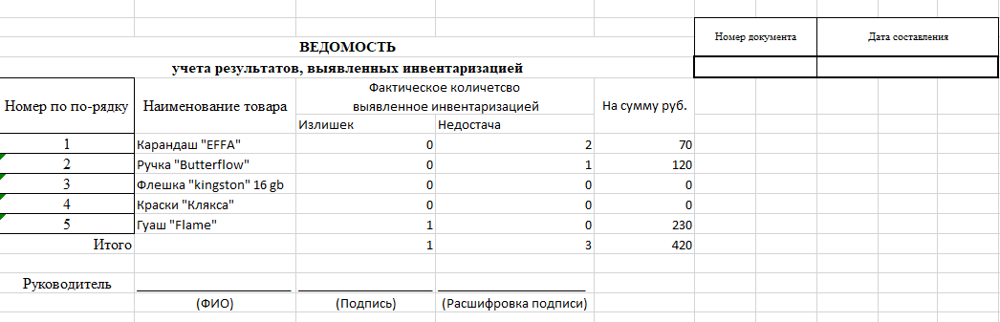 Номер документа Дата составления
ВЕДОМОСТЬ
учета результатов, выявленных инвентаризацией
Номер по по-рядку Наименование товара Фактическое количетсво На сумму руб.
выявленное инвентаризацией
Излишек Недостача
1 Карандаш "EFFA" 0 2 70
2 Ручка "Butterflow" 0 1 120
3 Флешка "kingston" 16 gb 0 0 0
4 Краски "Клякса" 0 0 0
5 Гуаш "Flame" 1 0 230
Итого 1 3 420
Руководитель
(ФИО) (Подпись) (Расшифровка подписи)